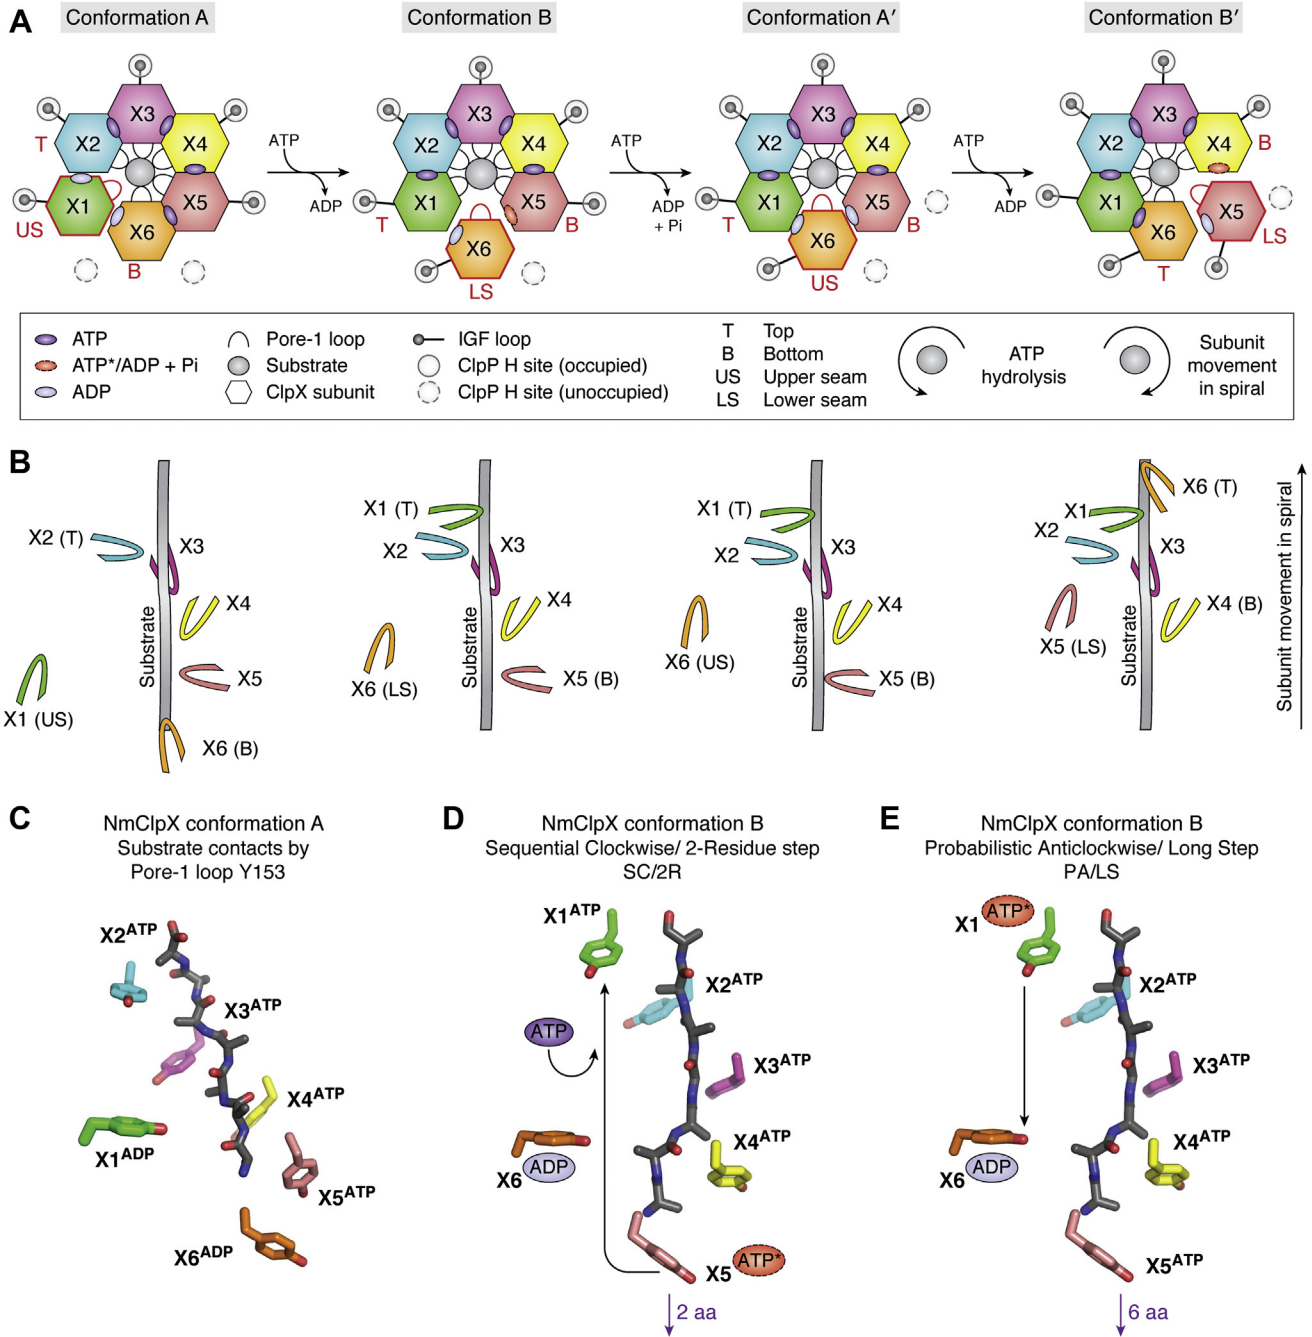 A
Conformation A
Conformation B
Conformation A′
Conformation B′
X3
X2
X4
X1
X5
X6
T
US
B
ATP
ADP
X3
X2
X4
X1
X5
X6
T
B
LS
ATP
ADP
+ Pi
X3
X2
X4
X1
X5
X6
T
B
US
ATP
ADP
X3
X2
X4
X1
X5
X6
B
LS
T
ATP
ATP*/ADP + Pi
ADP
Pore-1 loop
Substrate
ClpX subunit
IGF loop
ClpP H site (occupied)
ClpP H site (unoccupied)
T Top
B Bottom
US Upper seam
LS Lower seam
ATP
hydrolysis
Subunit
movement
in spiral
B
X2 (T)
X3
X4
X5
X6 (B)
X1 (US)
Substrate
X1 (T)
X2
X3
X4
X5 (B)
X6 (LS)
Substrate
X1 (T)
X2
X3
X4
X5 (B)
X6 (US)
Substrate
X6 (T)
X1
X2
X3
X4 (B)
X5 (LS)
Substrate
Subunit movement in spiral
C
NmClpX conformation A
Substrate contacts by
Pore-1 loop Y153
X2ATP
X3ATP
X4ATP
X1ADP
X5ATP
X6ADP
D
NmClpX conformation B
Sequential Clockwise/ 2-Residue step
SC/2R
X1ATP
X2ATP
ATP
X3ATP
X4ATP
X6 ADP
X5 ATP*
2 aa
E
NmClpX conformation B
Probabilistic Anticlockwise/ Long Step
PA/LS
X1 ATP*
X2ATP
X3ATP
X4ATP
X6 ADP
X5ATP
6 aa